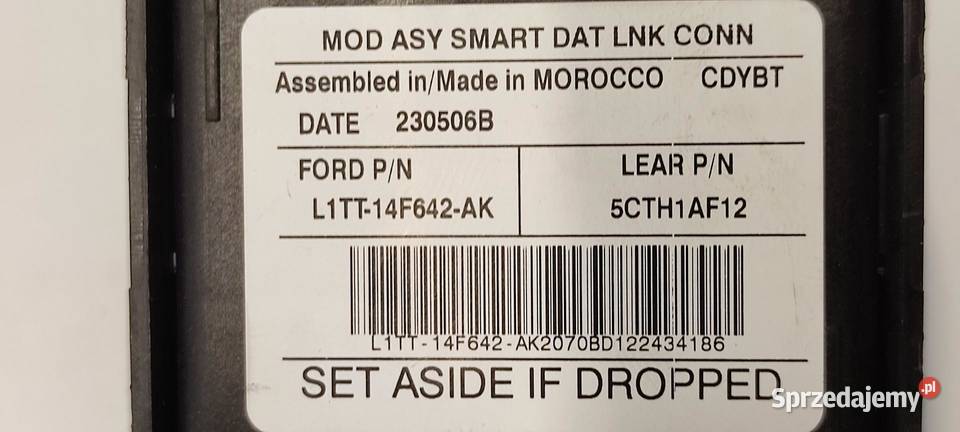 MOD ASY SMART DAT LNK CONN
Assembled in/Made in MOROCCO CDYBT
DATE 230506B
FORD P/N LEAR P/N
L1TT-14F642-AK 5CTH1AF12
L1TT-14F642-AK2070BD122434186
SET ASIDE IF DROPPED
Sprzedajemy.pl